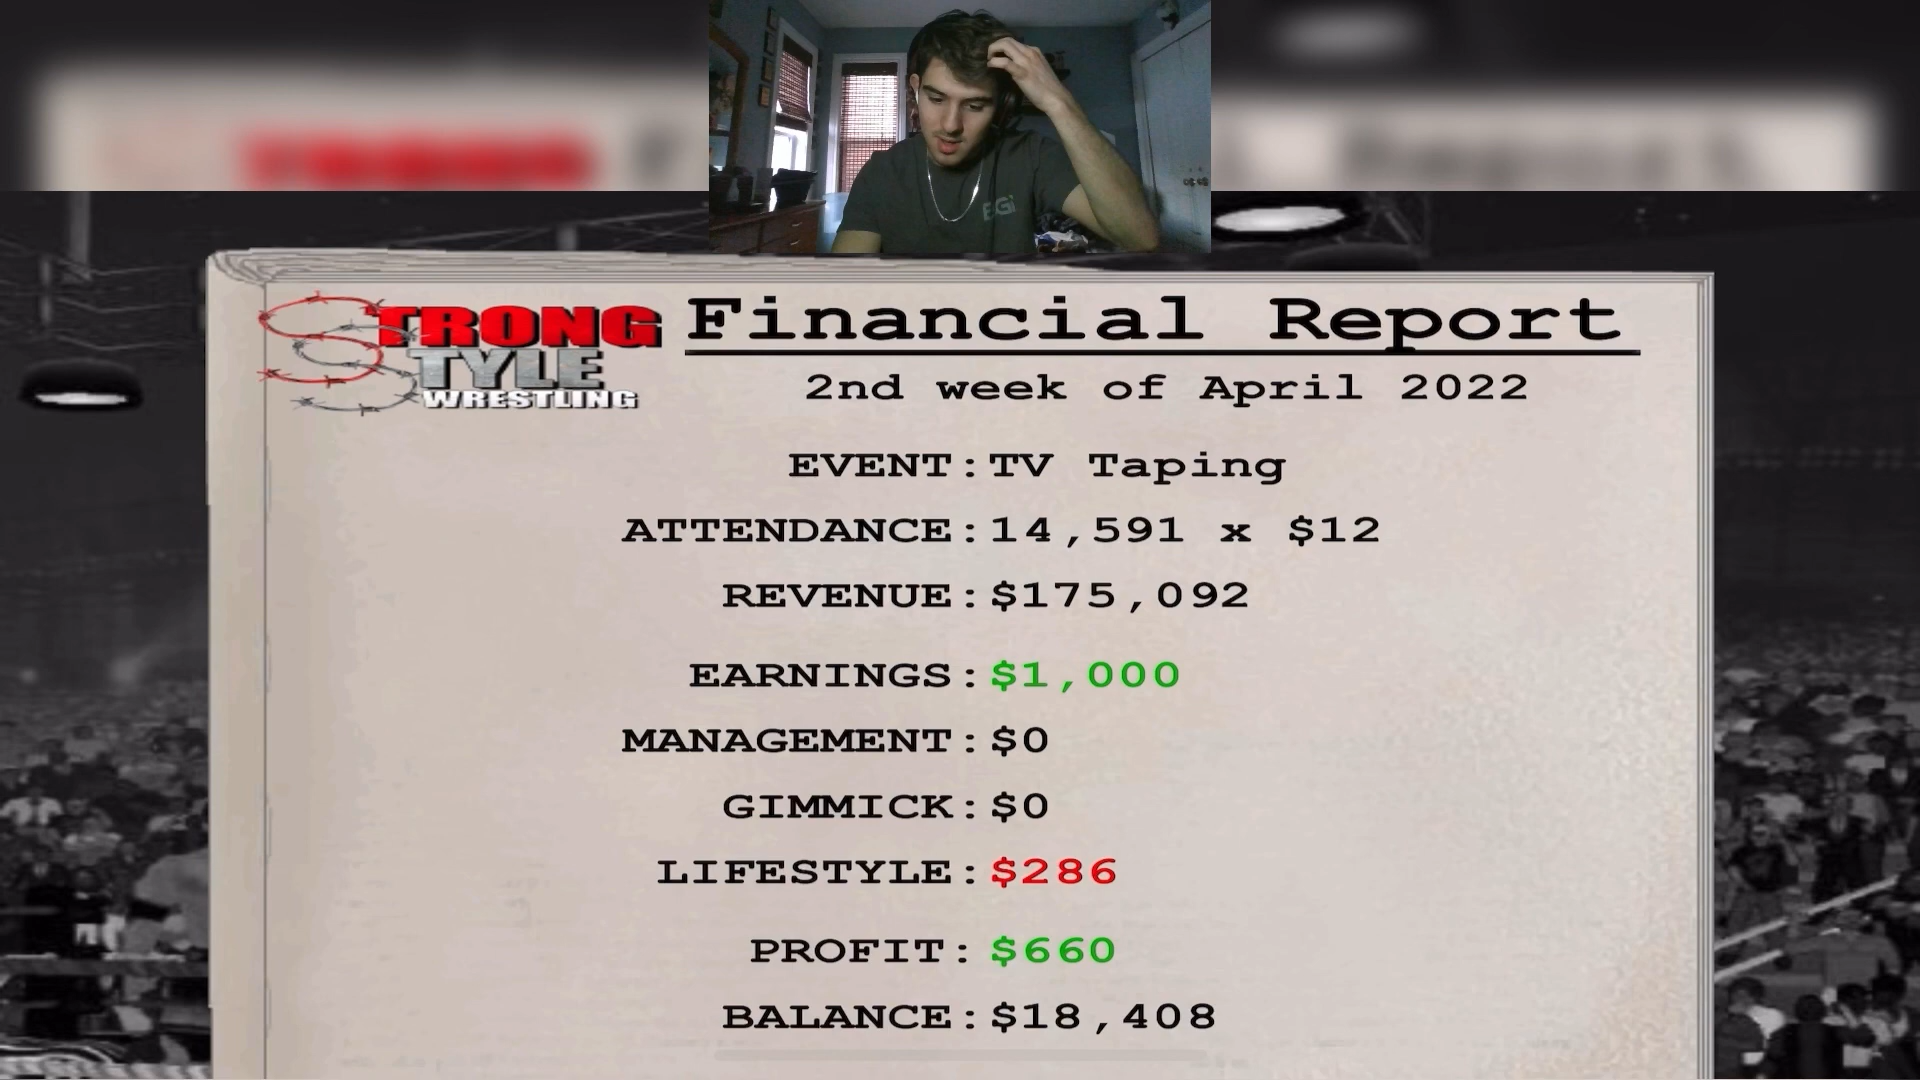 EGi
STRONG
STYLE
WRESTLING
Financial Report
2nd week of April 2022
EVENT: TV Taping
ATTENDANCE: 14,591 x $12
REVENUE: $175,092
EARNINGS: $1,000
MANAGEMENT: $0
GIMMICK: $0
LIFESTYLE: $286
PROFIT: $660
BALANCE: $18,408